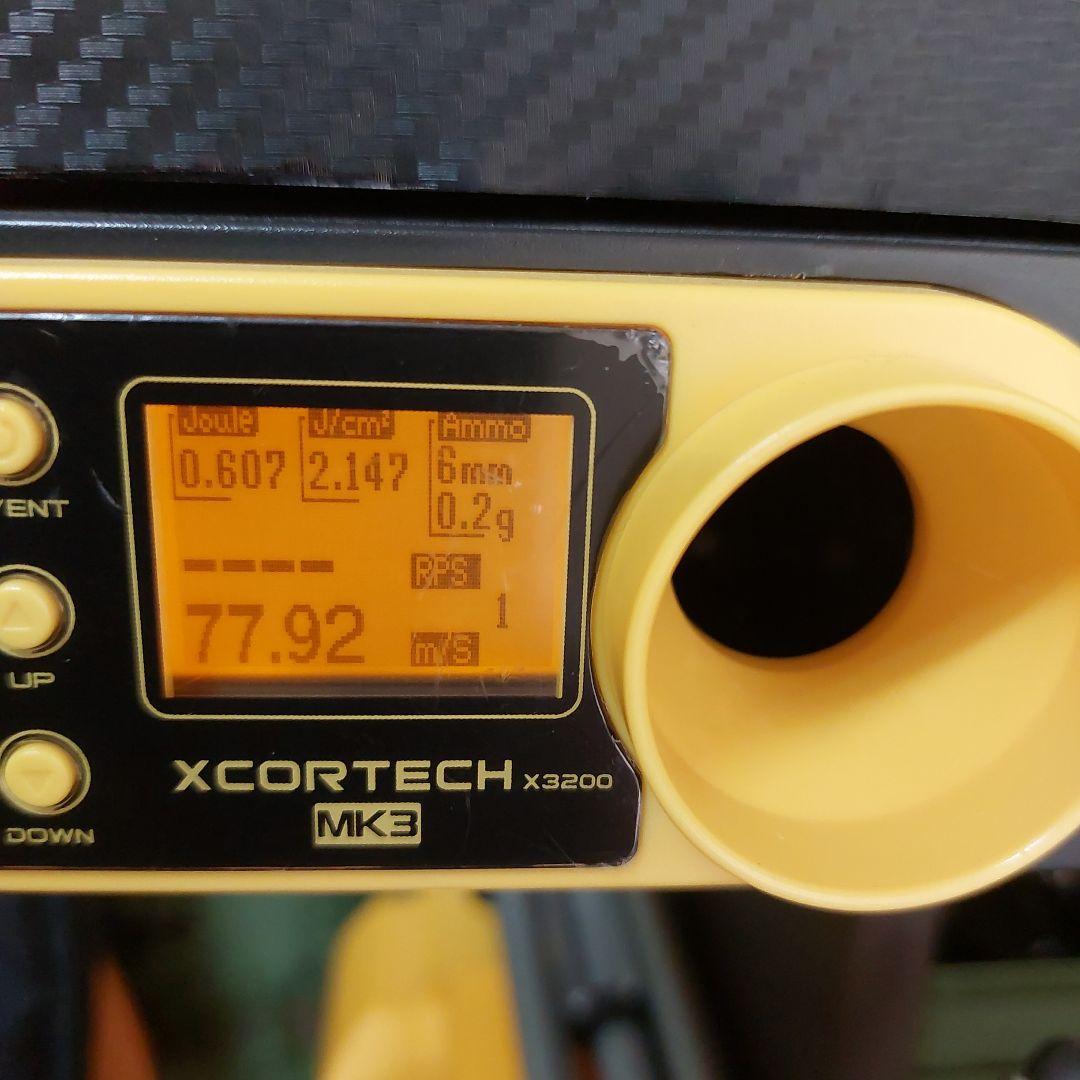 Joule J/cm² Ammo
0.607 2.147 6mm
0.2g
---- RPS
1
77.92 m/s
VENT
UP
DOWN
XCORTECH X3200
MK3